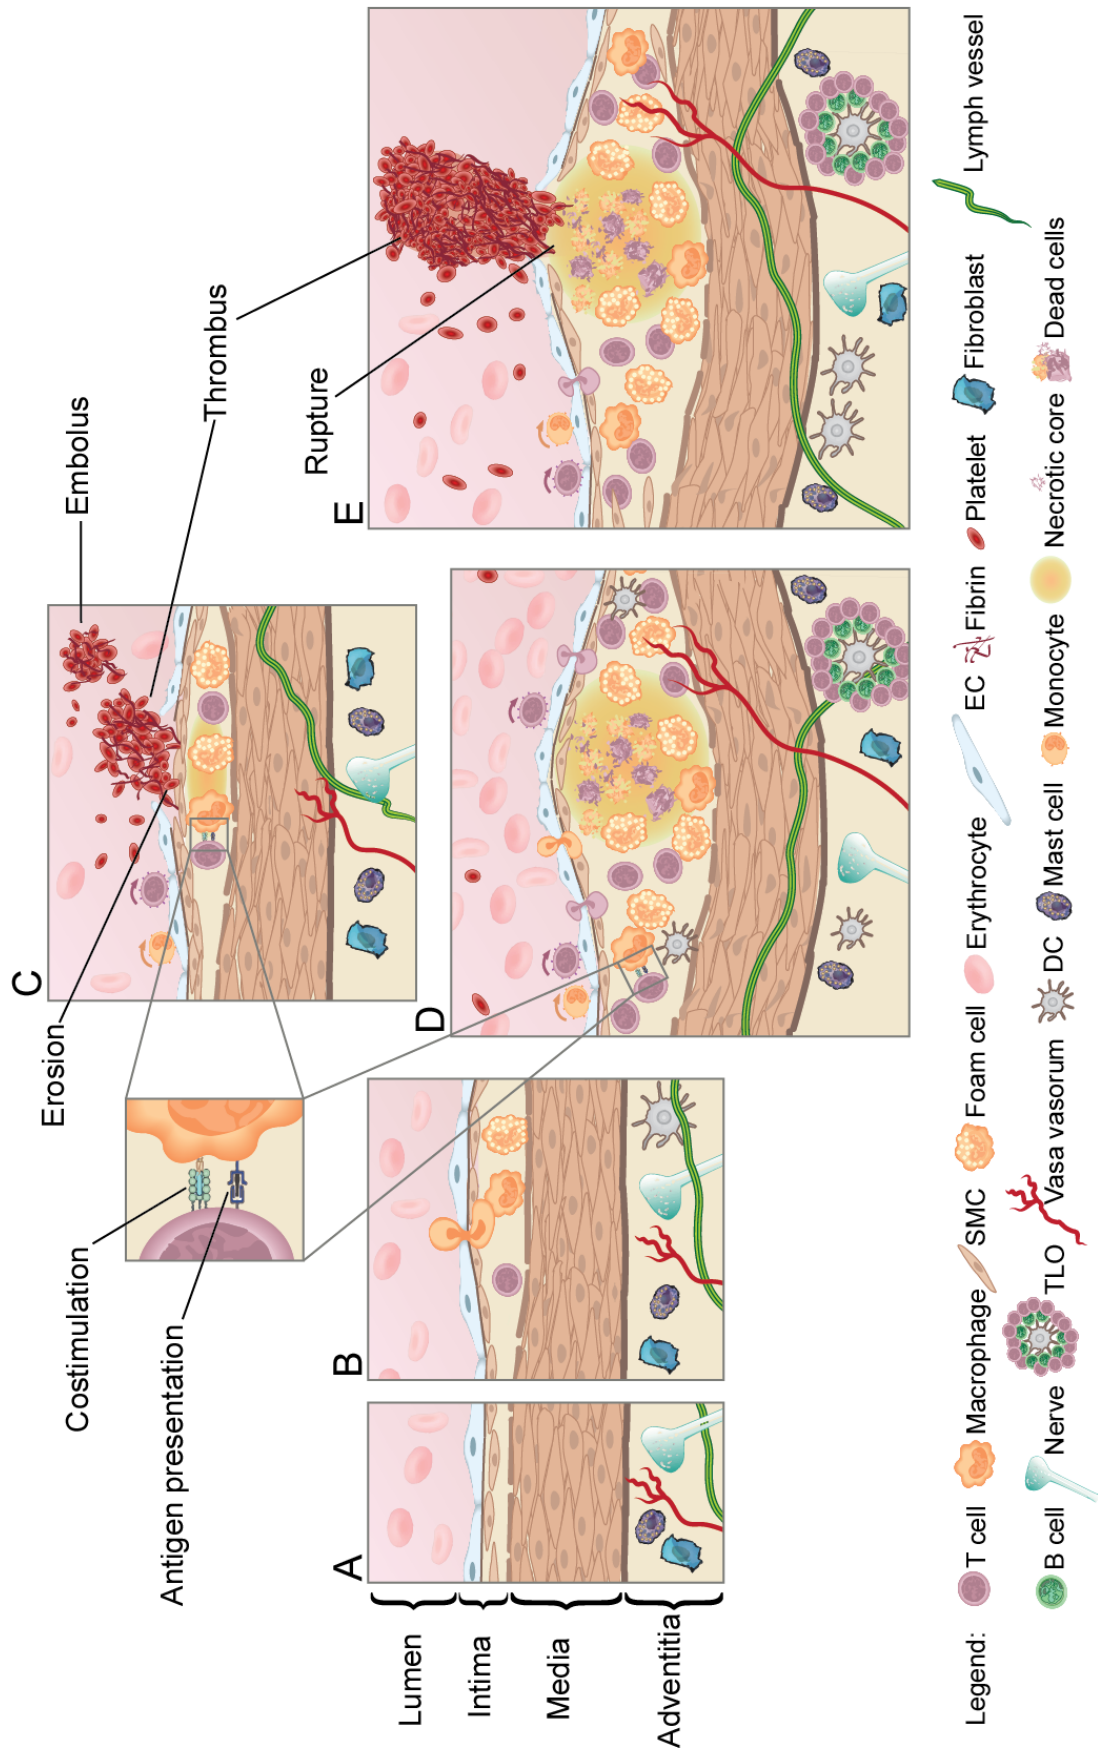 C
Embolus
Erosion
Thrombus
Costimulation
Antigen presentation
Rupture
A
B
D
E
Lumen
Intima
Media
Adventitia
Legend: T cell Macrophage SMC Foam cell Erythrocyte EC Fibrin Platelet Fibroblast Lymph vessel
B cell Nerve TLO Vasa vasorum DC Mast cell Monocyte Necrotic core Dead cells